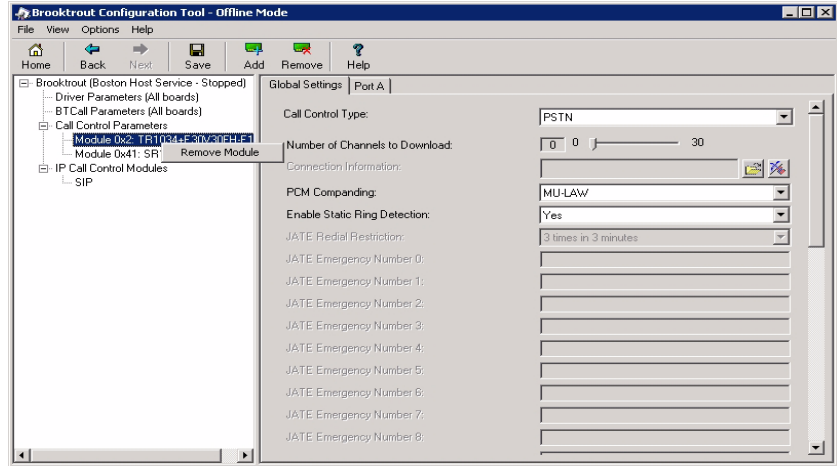 Brooktrout Configuration Tool - Offline Mode
File View Options Help
Home Back Next Save Add Remove Help
Brooktrout (Boston Host Service - Stopped)
Driver Parameters (All boards)
BTCall Parameters (All boards)
Call Control Parameters
Module 0x2: TR1034+E30V30FH-E1
Module 0x41: SR1
Remove Module
IP Call Control Modules
SIP
Global Settings Port A
Call Control Type: PSTN
Number of Channels to Download: 0 0 30
Connection Information:
PCM Companding: MU-LAW
Enable Static Ring Detection: Yes
JATE Redial Restriction: 3 times in 3 minutes
JATE Emergency Number 0:
JATE Emergency Number 1:
JATE Emergency Number 2:
JATE Emergency Number 3:
JATE Emergency Number 4:
JATE Emergency Number 5:
JATE Emergency Number 6:
JATE Emergency Number 7:
JATE Emergency Number 8: